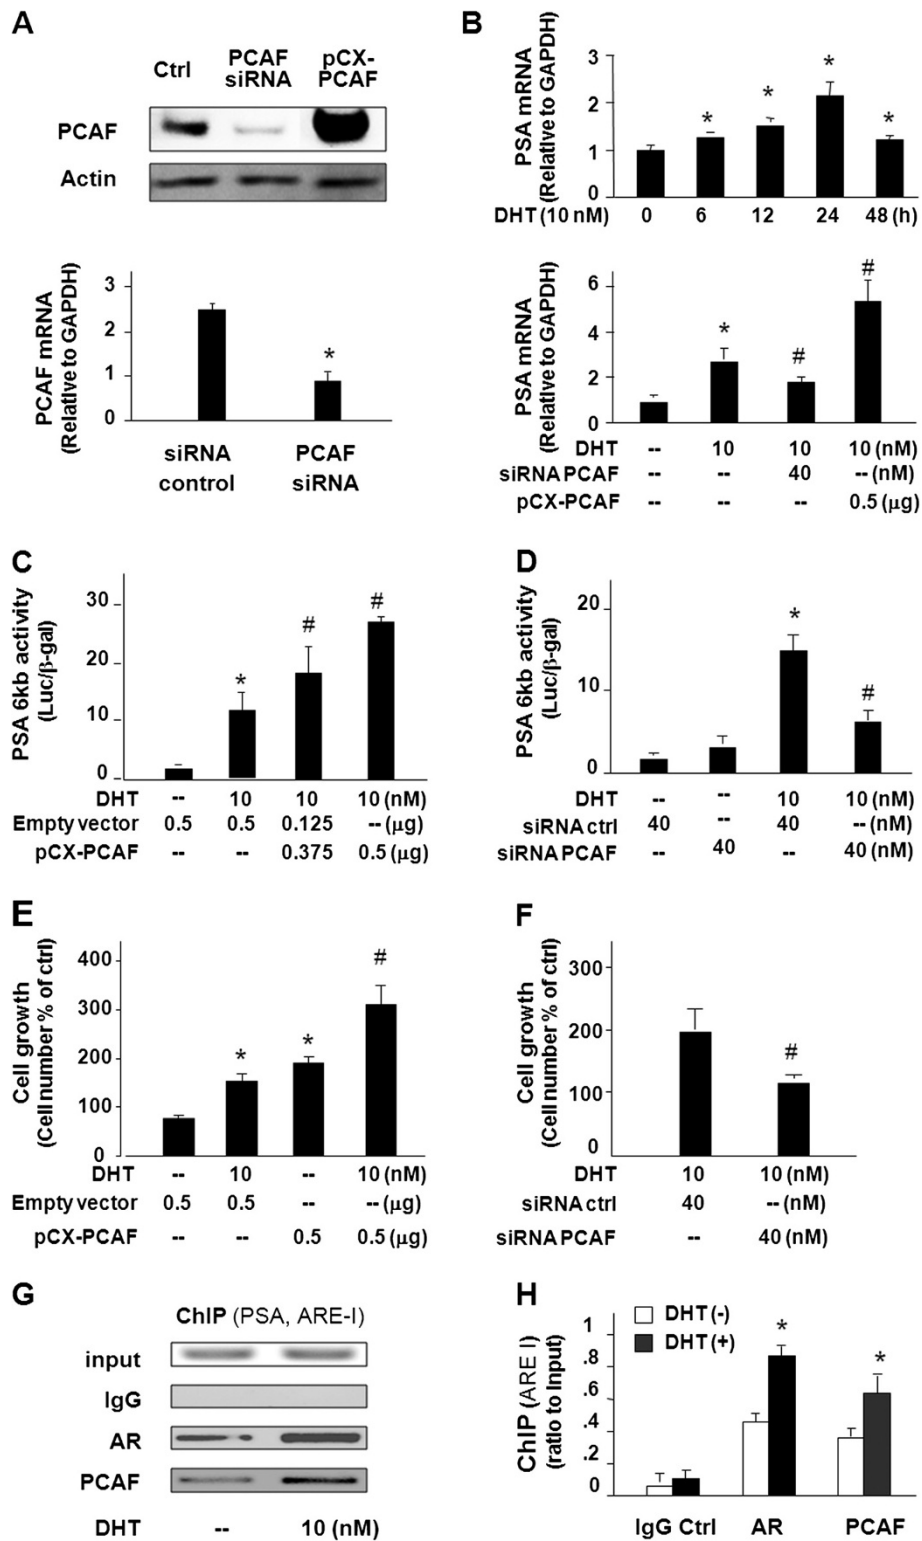 A
Ctrl PCAF siRNA pCX-PCAF
PCAF
Actin
PCAF mRNA
(Relative to GAPDH)
3
2
1
0
*
siRNA control PCAF siRNA
B
PSA mRNA
(Relative to GAPDH)
3
2
1
0
* * * *
DHT (10 nM) 0 6 12 24 48 (h)
PSA mRNA
(Relative to GAPDH)
6
4
2
0
* # #
DHT -- 10 10 10 (nM)
siRNA PCAF -- -- 40 -- (nM)
pCX-PCAF -- -- -- 0.5 (μg)
C
PSA 6kb activity
(Luc/β-gal)
30
20
10
0
* # #
DHT -- 10 10 10 (nM)
Empty vector 0.5 0.5 0.125 -- (μg)
pCX-PCAF -- -- 0.375 0.5 (μg)
D
PSA 6kb activity
(Luc/β-gal)
20
10
0
* #
DHT -- -- 10 10 (nM)
siRNA ctrl 40 -- 40 -- (nM)
siRNA PCAF -- 40 -- 40 (nM)
E
Cell growth
(Cell number % of ctrl)
400
300
200
100
0
* * #
DHT -- 10 -- 10 (nM)
Empty vector 0.5 0.5 -- -- (μg)
pCX-PCAF -- -- 0.5 0.5 (μg)
F
Cell growth
(Cell number % of ctrl)
300
200
100
0
#
DHT 10 10 (nM)
siRNA ctrl 40 -- (nM)
siRNA PCAF -- 40 (nM)
G
ChIP (PSA, ARE-I)
input
IgG
AR
PCAF
DHT -- 10 (nM)
H
ChIP (ARE I)
(ratio to Input)
1
.8
.6
.4
.2
0
DHT (-)
DHT (+)
* *
IgG Ctrl AR PCAF